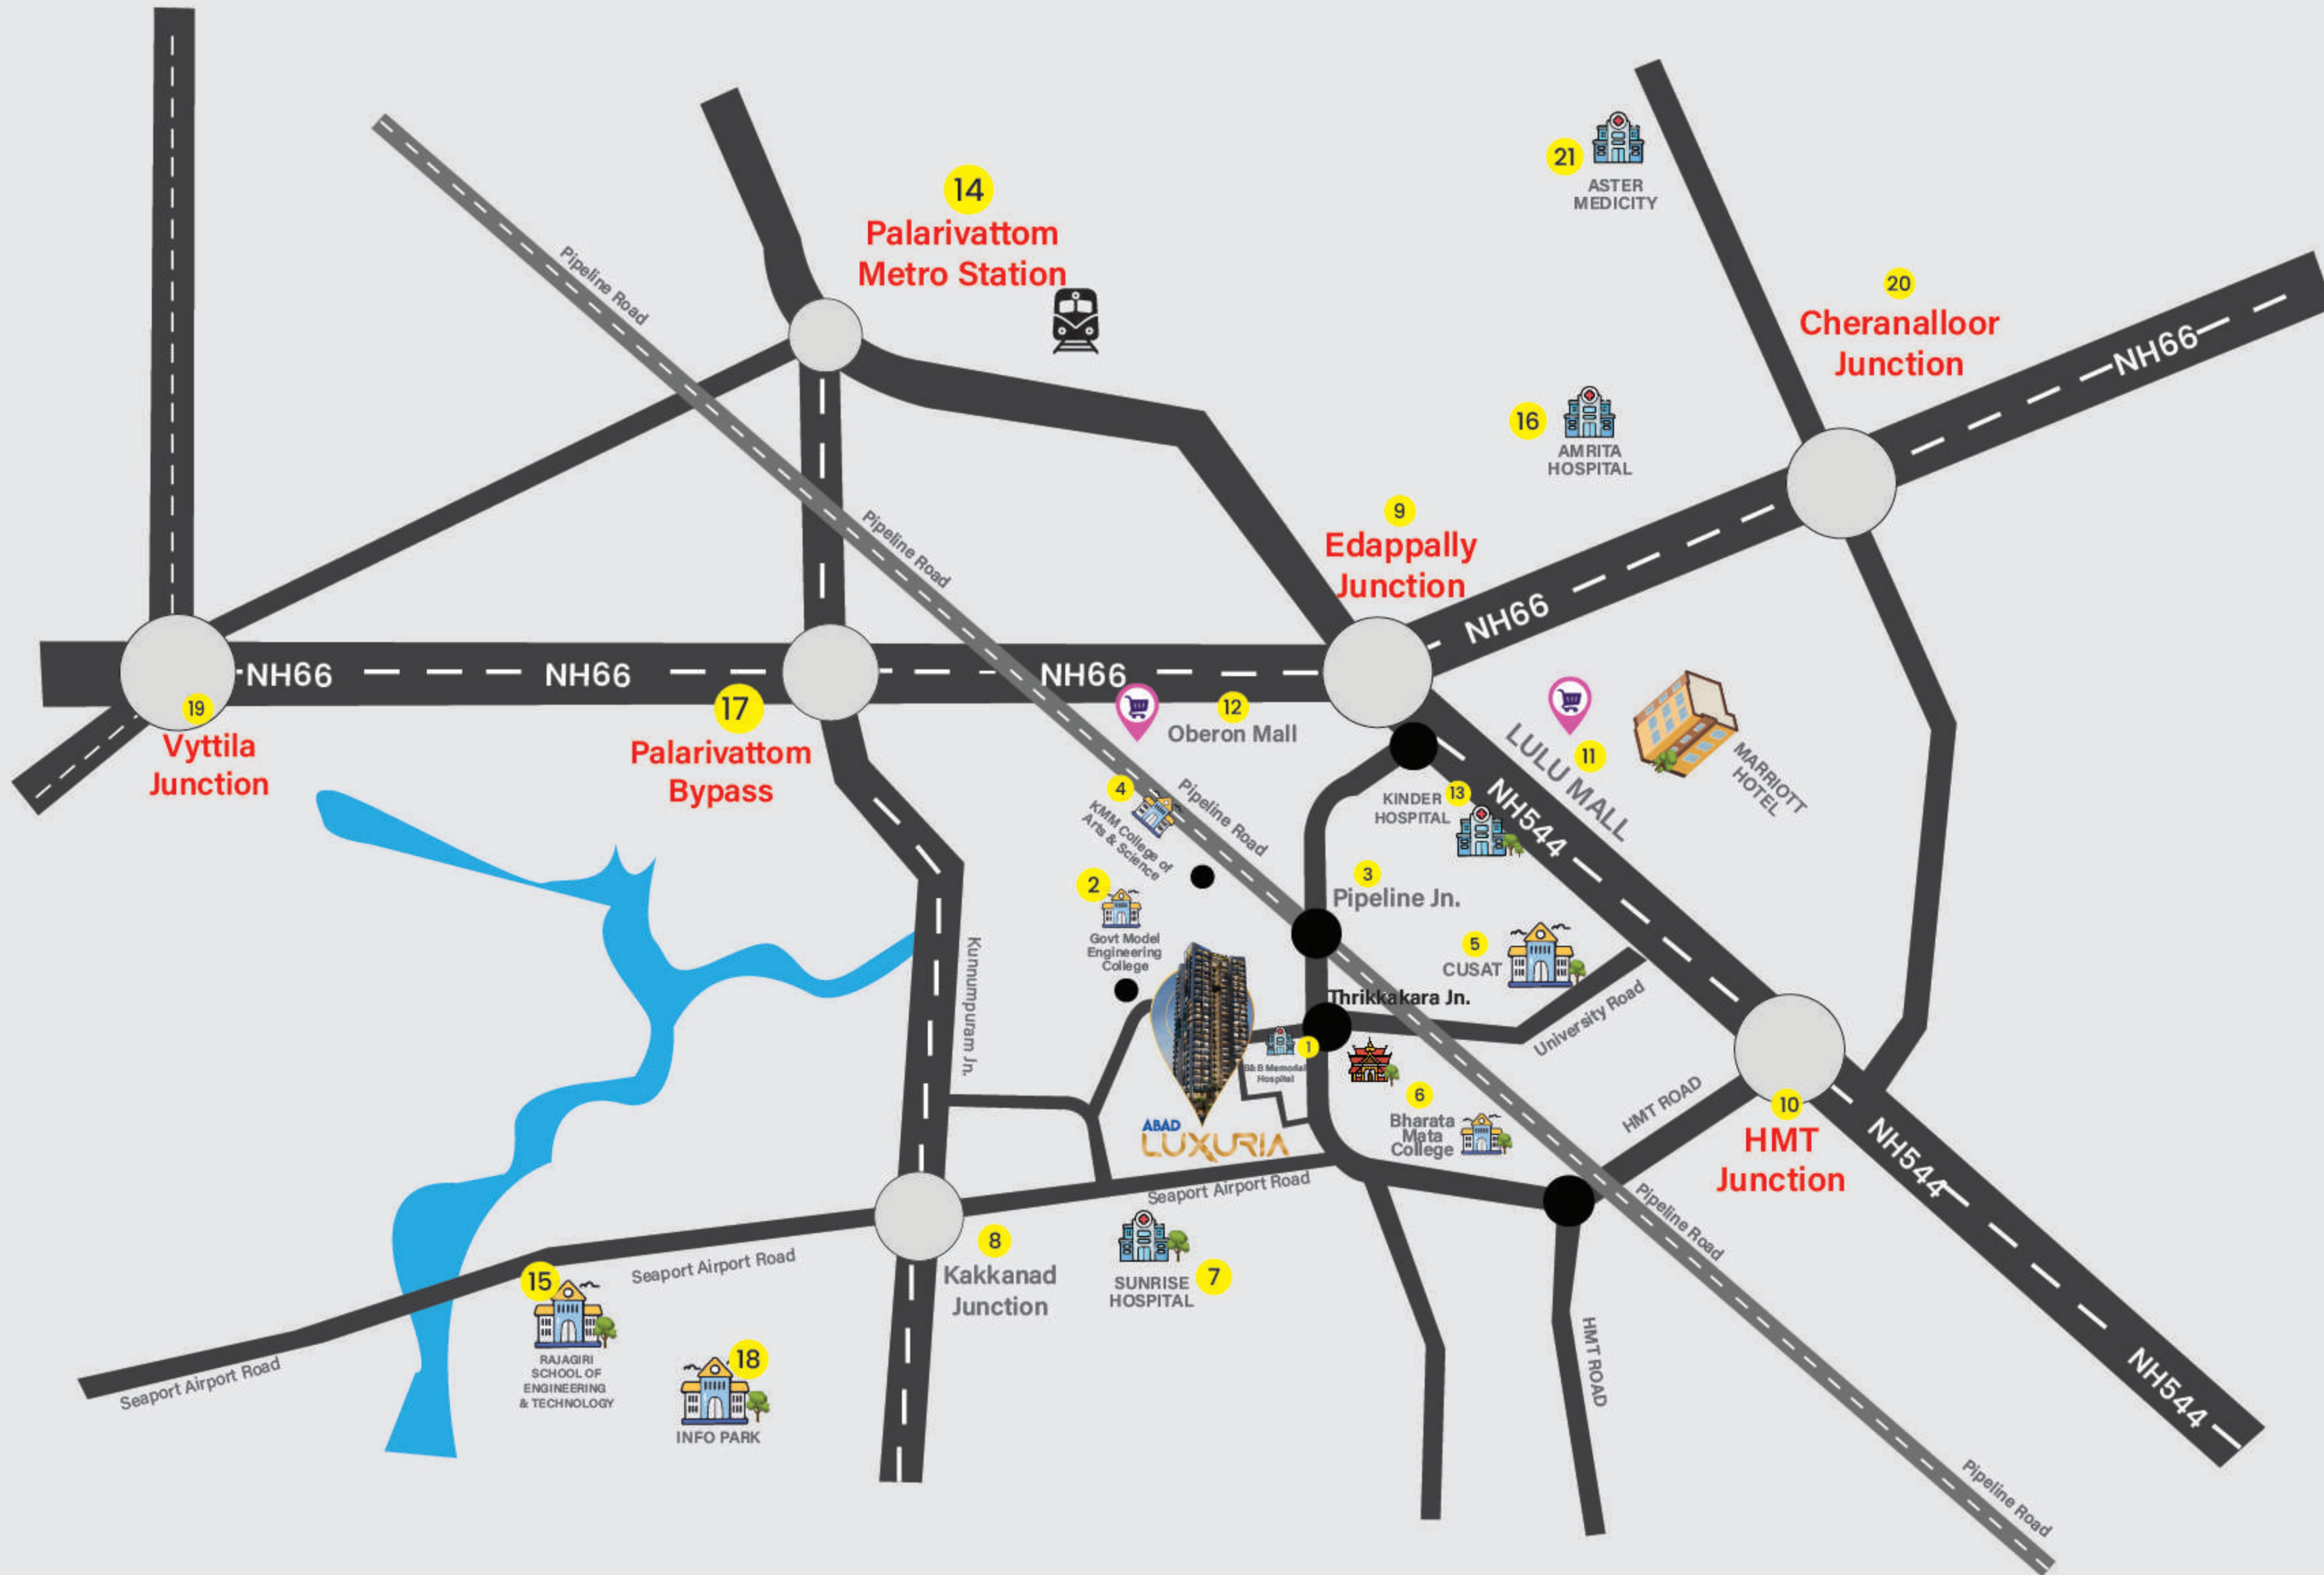 14
Palarivattom
Metro Station
Pipeline Road
21
ASTER
MEDICITY
20
Cheranalloor
Junction
NH66
16
AMRITA
HOSPITAL
9
Edappally
Junction
NH66
Pipeline Road
NH66
NH66
NH66
19
Vyttila
Junction
17
Palarivattom
Bypass
12
Oberon Mall
11
LULU MALL
MARRIOTT
HOTEL
4
KMM College of
Arts & Science
Pipeline Road
KINDER
HOSPITAL
13
NH544
2
Govt Model
Engineering
College
3
Pipeline Jn.
5
CUSAT
Thrikkakara Jn.
University Road
Kunnumpuram Jn.
1
B&B Memorial
Hospital
6
Bharata
Mata
College
ABAD
LUXURIA
HMT ROAD
10
HMT
Junction
NH544
Seaport Airport Road
Pipeline Road
8
Kakkanad
Junction
SUNRISE
HOSPITAL
7
Seaport Airport Road
15
RAJAGIRI
SCHOOL OF
ENGINEERING
& TECHNOLOGY
18
INFO PARK
Seaport Airport Road
HMT ROAD
NH544
Pipeline Road